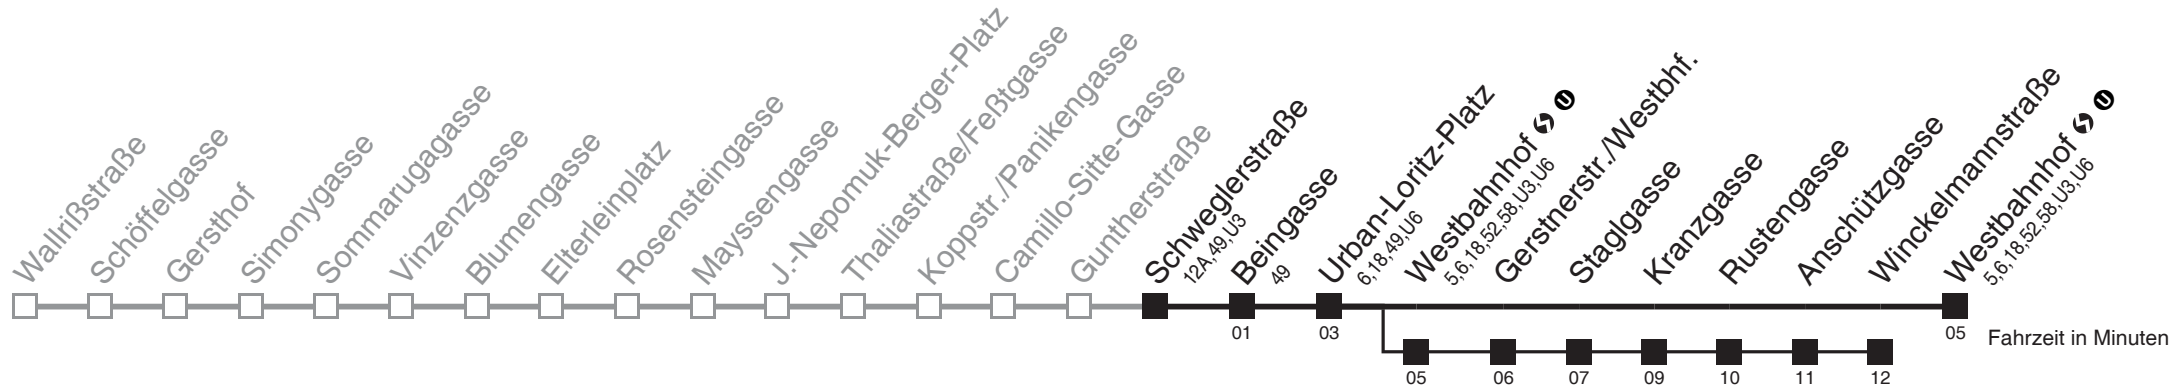 Wallrißstraße
Schöffelgasse
Gersthof
Simonygasse
Sommarugagasse
Vinzenzgasse
Blumengasse
Elterleinplatz
Rosensteingasse
Mayssengasse
J.-Nepomuk-Berger-Platz
Thaliastraße/Feßtgasse
Koppstr./Panikengasse
Camillo-Sitte-Gasse
Guntherstraße
Schweglerstraße
12A,49,U3
Beingasse
49
Urban-Loritz-Platz
6,18,49,U6
Westbahnhof U
5,6,18,52,58,U3,U6
Gerstnerstr./Westbhf.
Staglgasse
Kranzgasse
Rustengasse
Anschützgasse
Winckelmannstraße
Westbahnhof U
5,6,18,52,58,U3,U6
01
03
05
Fahrzeit in Minuten
05
06
07
09
10
11
12